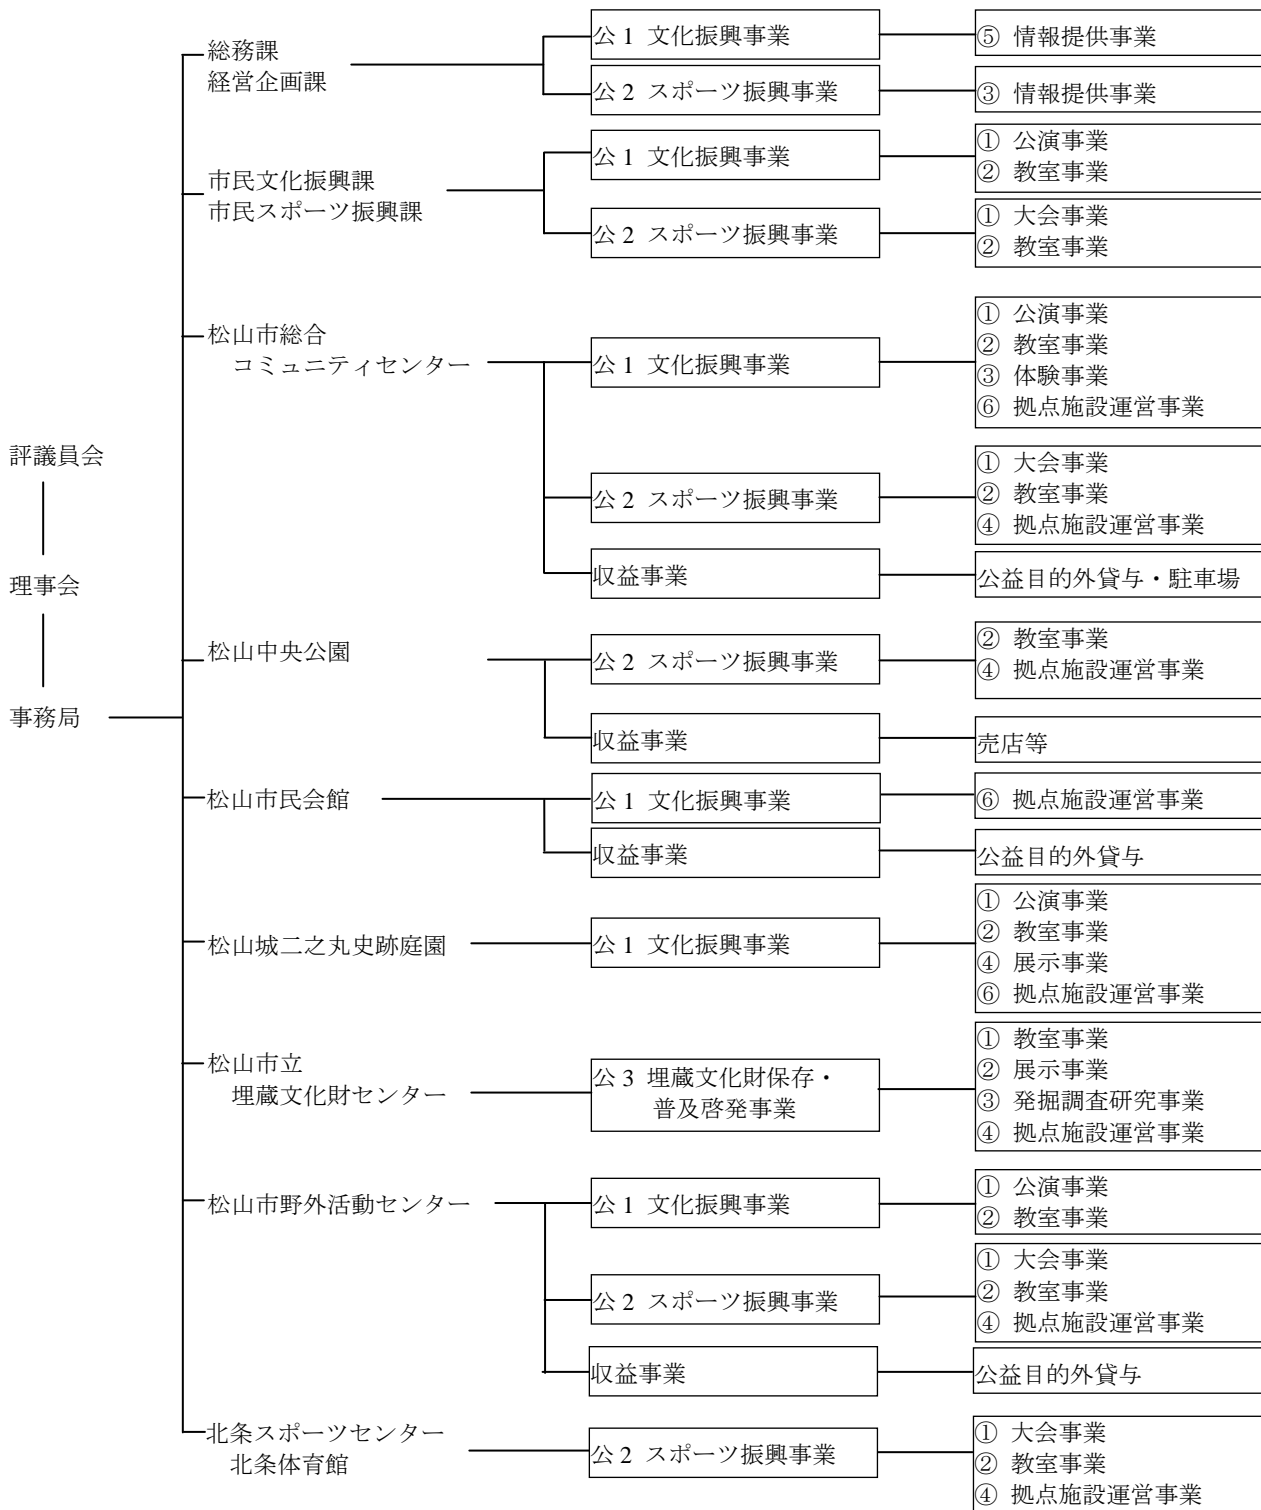 評議員会
理事会
事務局
総務課
経営企画課
公1 文化振興事業
⑤ 情報提供事業
公2 スポーツ振興事業
③ 情報提供事業
市民文化振興課
市民スポーツ振興課
公1 文化振興事業
① 公演事業
② 教室事業
公2 スポーツ振興事業
① 大会事業
② 教室事業
松山市総合
コミュニティセンター
公1 文化振興事業
① 公演事業
② 教室事業
③ 体験事業
⑥ 拠点施設運営事業
公2 スポーツ振興事業
① 大会事業
② 教室事業
④ 拠点施設運営事業
収益事業
公益目的外貸与・駐車場
松山中央公園
公2 スポーツ振興事業
② 教室事業
④ 拠点施設運営事業
収益事業
売店等
松山市民会館
公1 文化振興事業
⑥ 拠点施設運営事業
収益事業
公益目的外貸与
松山城二之丸史跡庭園
公1 文化振興事業
① 公演事業
② 教室事業
④ 展示事業
⑥ 拠点施設運営事業
松山市立
埋蔵文化財センター
公3 埋蔵文化財保存・
普及啓発事業
① 教室事業
② 展示事業
③ 発掘調査研究事業
④ 拠点施設運営事業
松山市野外活動センター
公1 文化振興事業
① 公演事業
② 教室事業
公2 スポーツ振興事業
① 大会事業
② 教室事業
④ 拠点施設運営事業
収益事業
公益目的外貸与
北条スポーツセンター
北条体育館
公2 スポーツ振興事業
① 大会事業
② 教室事業
④ 拠点施設運営事業